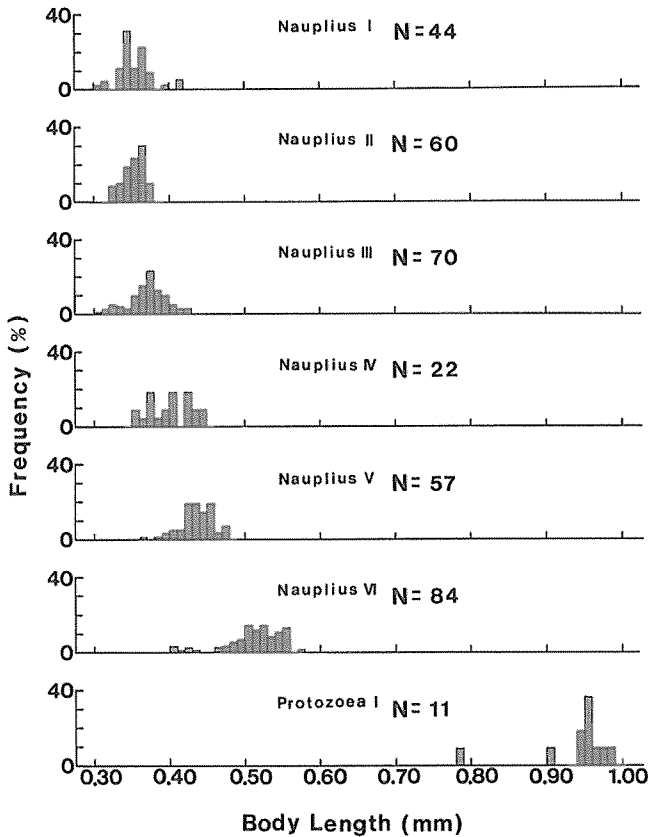 40
Nauplius I N=44
0
40
Nauplius II N=60
0
40
Nauplius III N=70
0
40
Nauplius IV N=22
0
40
Nauplius V N=57
0
40
Nauplius VI N=84
0
40
Protozoea I N=11
0
0.30 0.40 0.50 0.60 0.70 0.80 0.90 1.00
Body Length (mm)
Frequency (%)